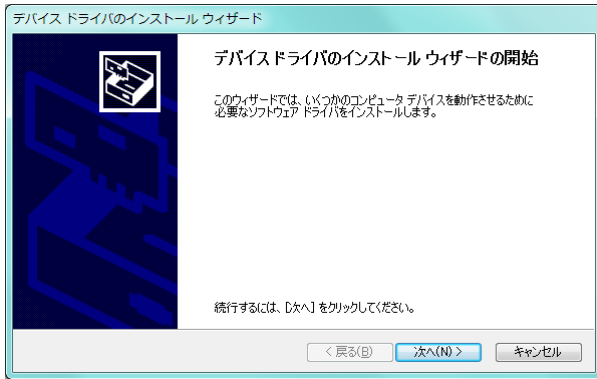 デバイス ドライバのインストール ウィザード
デバイス ドライバのインストール ウィザードの開始
このウィザードでは、いくつかのコンピュータ デバイスを動作させるために
必要なソフトウェア ドライバをインストールします。
続行するには、[次へ] をクリックしてください。
< 戻る(B) 次へ(N) > キャンセル